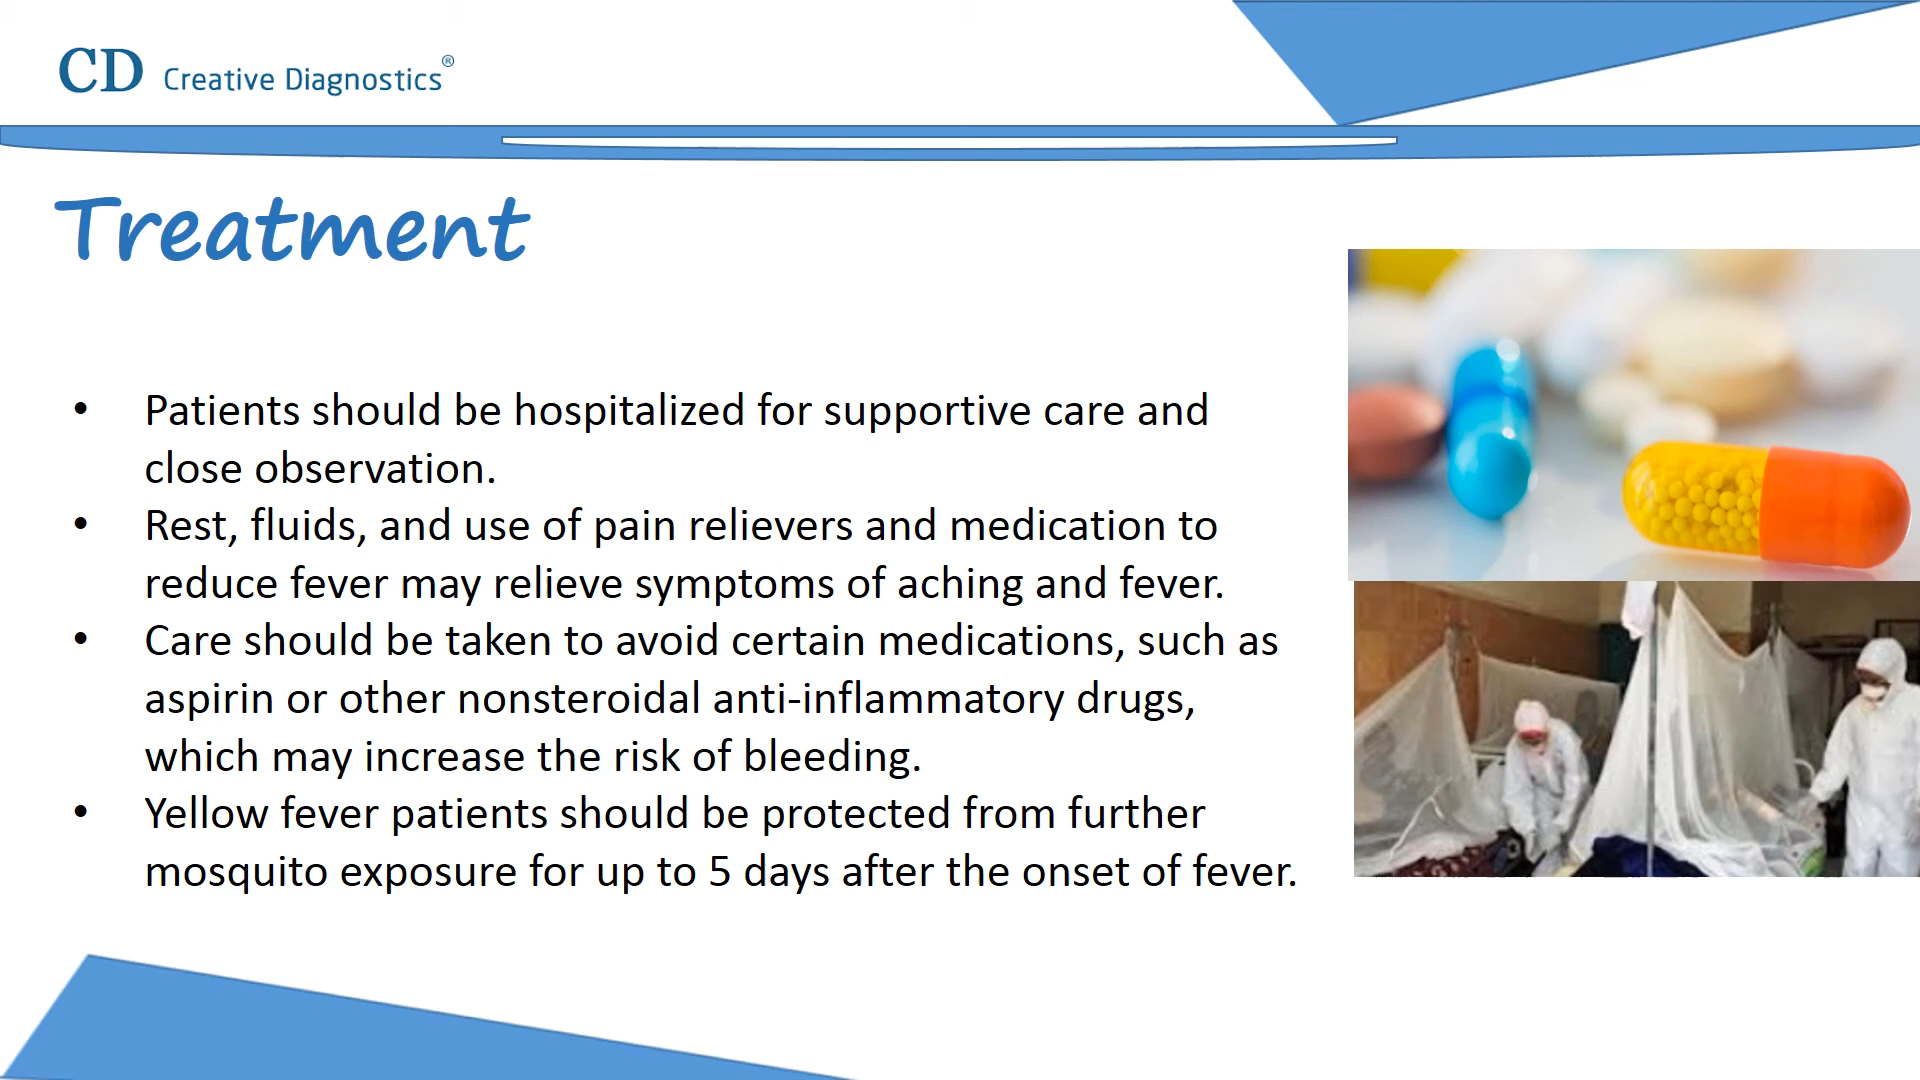 CD Creative Diagnostics®
Treatment
• Patients should be hospitalized for supportive care and
close observation.
• Rest, fluids, and use of pain relievers and medication to
reduce fever may relieve symptoms of aching and fever.
• Care should be taken to avoid certain medications, such as
aspirin or other nonsteroidal anti-inflammatory drugs,
which may increase the risk of bleeding.
• Yellow fever patients should be protected from further
mosquito exposure for up to 5 days after the onset of fever.